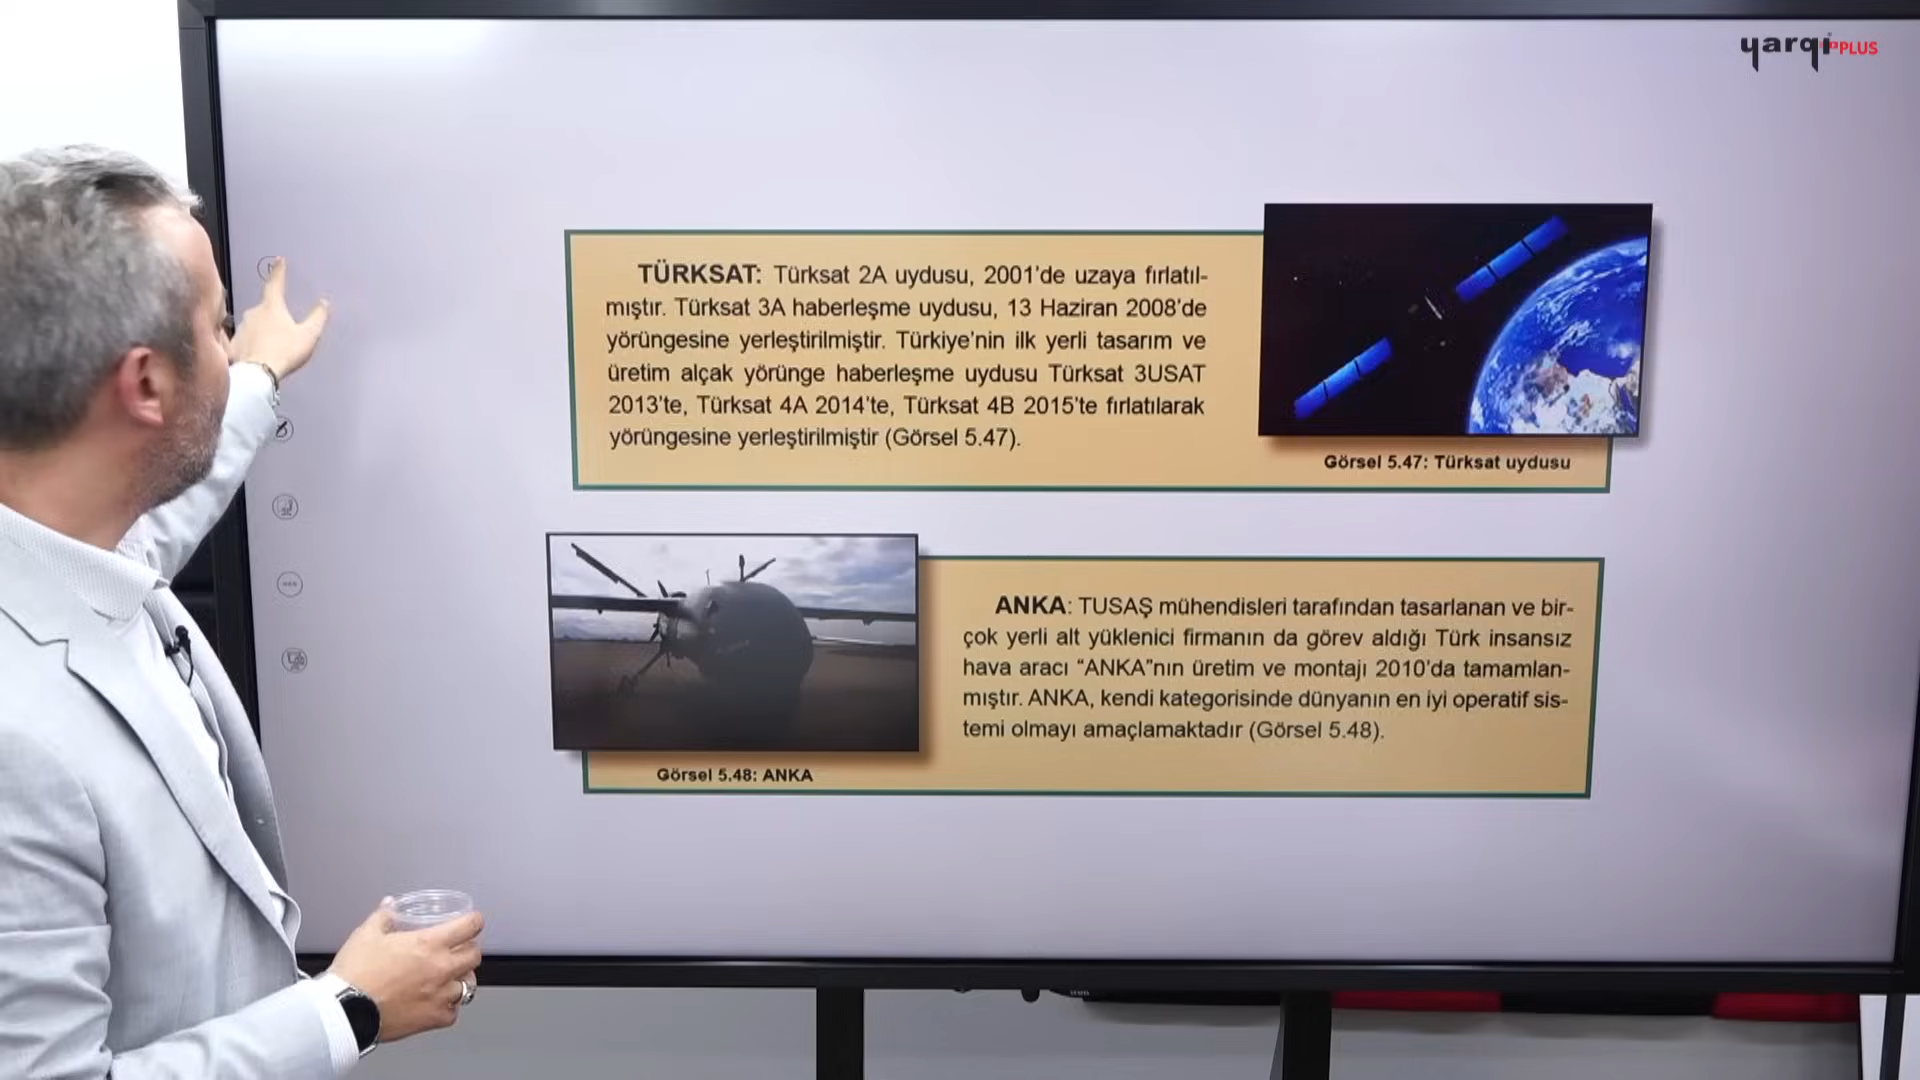 yarqı PLUS
TÜRKSAT: Türksat 2A uydusu, 2001'de uzaya fırlatıl-
mıştır. Türksat 3A haberleşme uydusu, 13 Haziran 2008'de
yörüngesine yerleştirilmiştir. Türkiye'nin ilk yerli tasarım ve
üretim alçak yörünge haberleşme uydusu Türksat 3USAT
2013'te, Türksat 4A 2014'te, Türksat 4B 2015'te fırlatılarak
yörüngesine yerleştirilmiştir (Görsel 5.47).
Görsel 5.47: Türksat uydusu
ANKA: TUSAŞ mühendisleri tarafından tasarlanan ve bir-
çok yerli alt yüklenici firmanın da görev aldığı Türk insansız
hava aracı “ANKA”nın üretim ve montajı 2010'da tamamlan-
mıştır. ANKA, kendi kategorisinde dünyanın en iyi operatif sis-
temi olmayı amaçlamaktadır (Görsel 5.48).
Görsel 5.48: ANKA